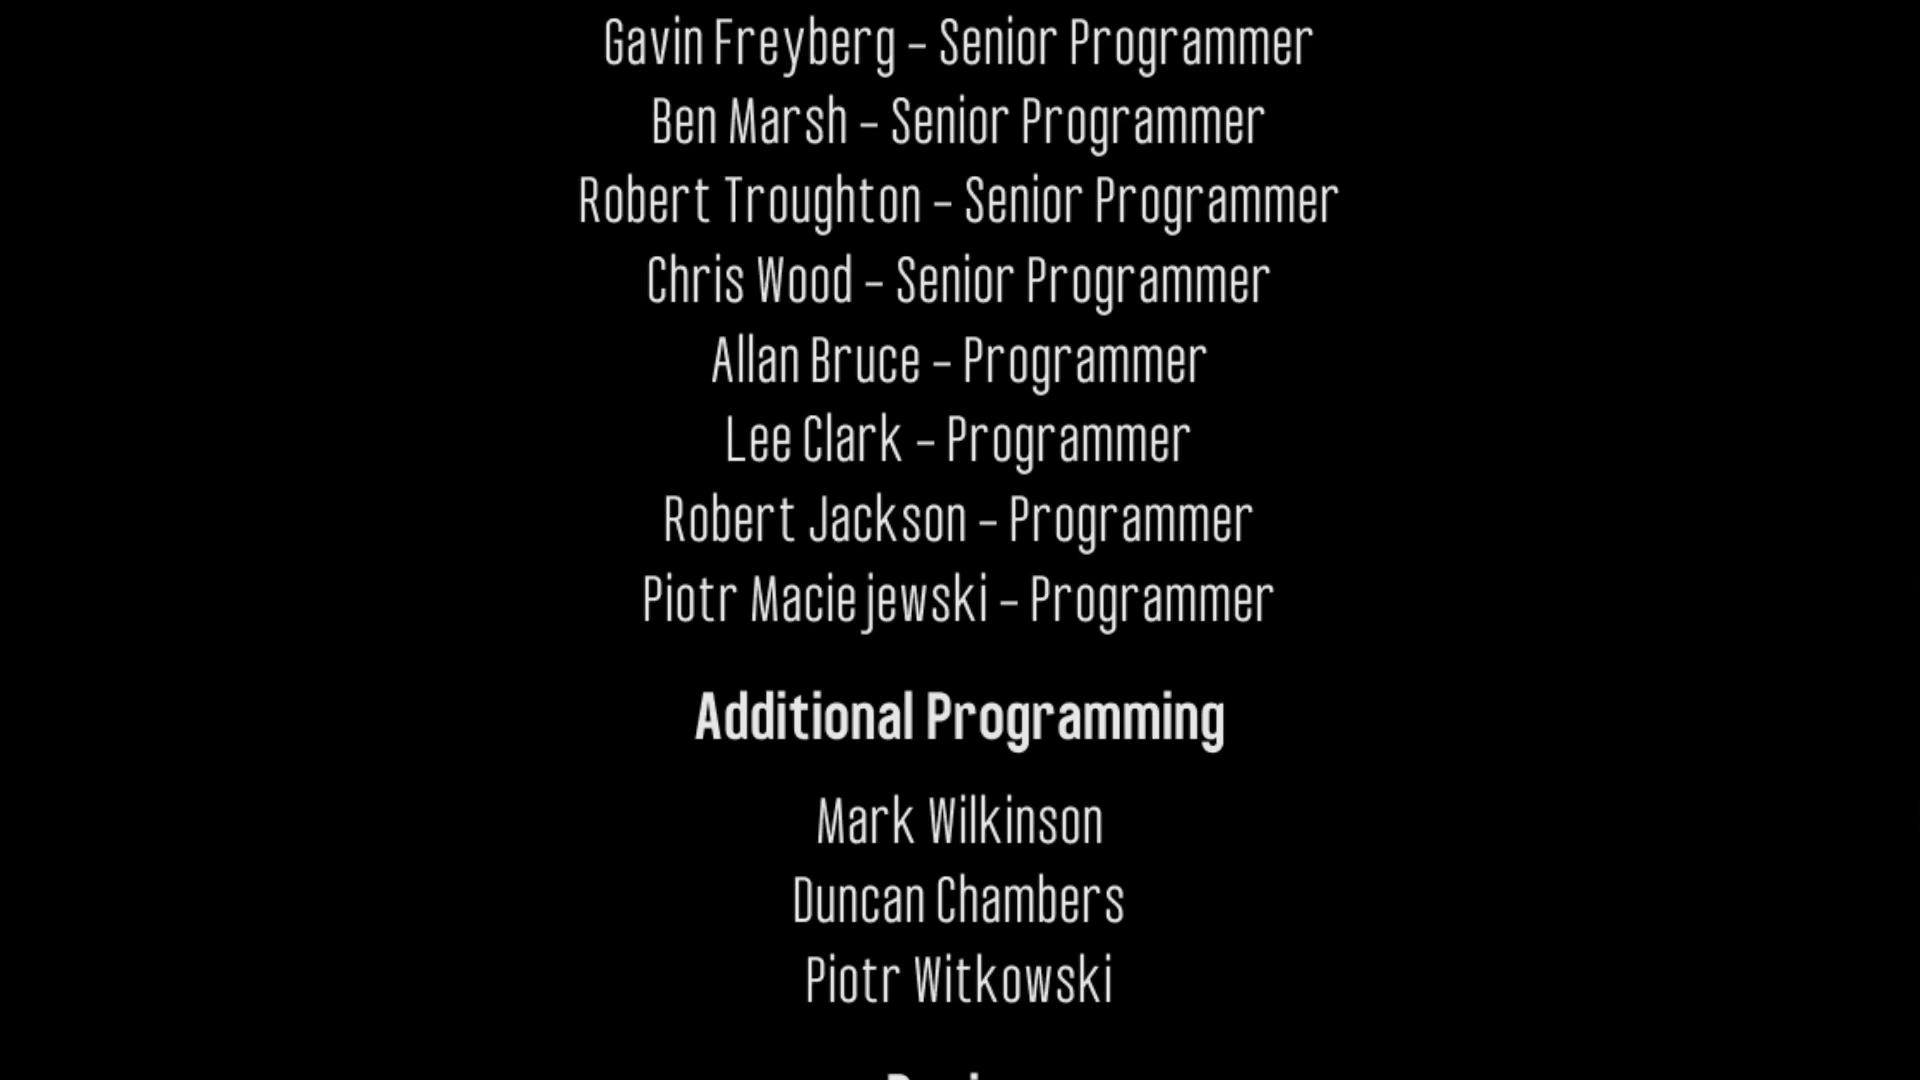 Gavin Freyberg – Senior Programmer
Ben Marsh – Senior Programmer
Robert Troughton – Senior Programmer
Chris Wood – Senior Programmer
Allan Bruce – Programmer
Lee Clark – Programmer
Robert Jackson – Programmer
Piotr Maciejewski – Programmer
Additional Programming
Mark Wilkinson
Duncan Chambers
Piotr Witkowski